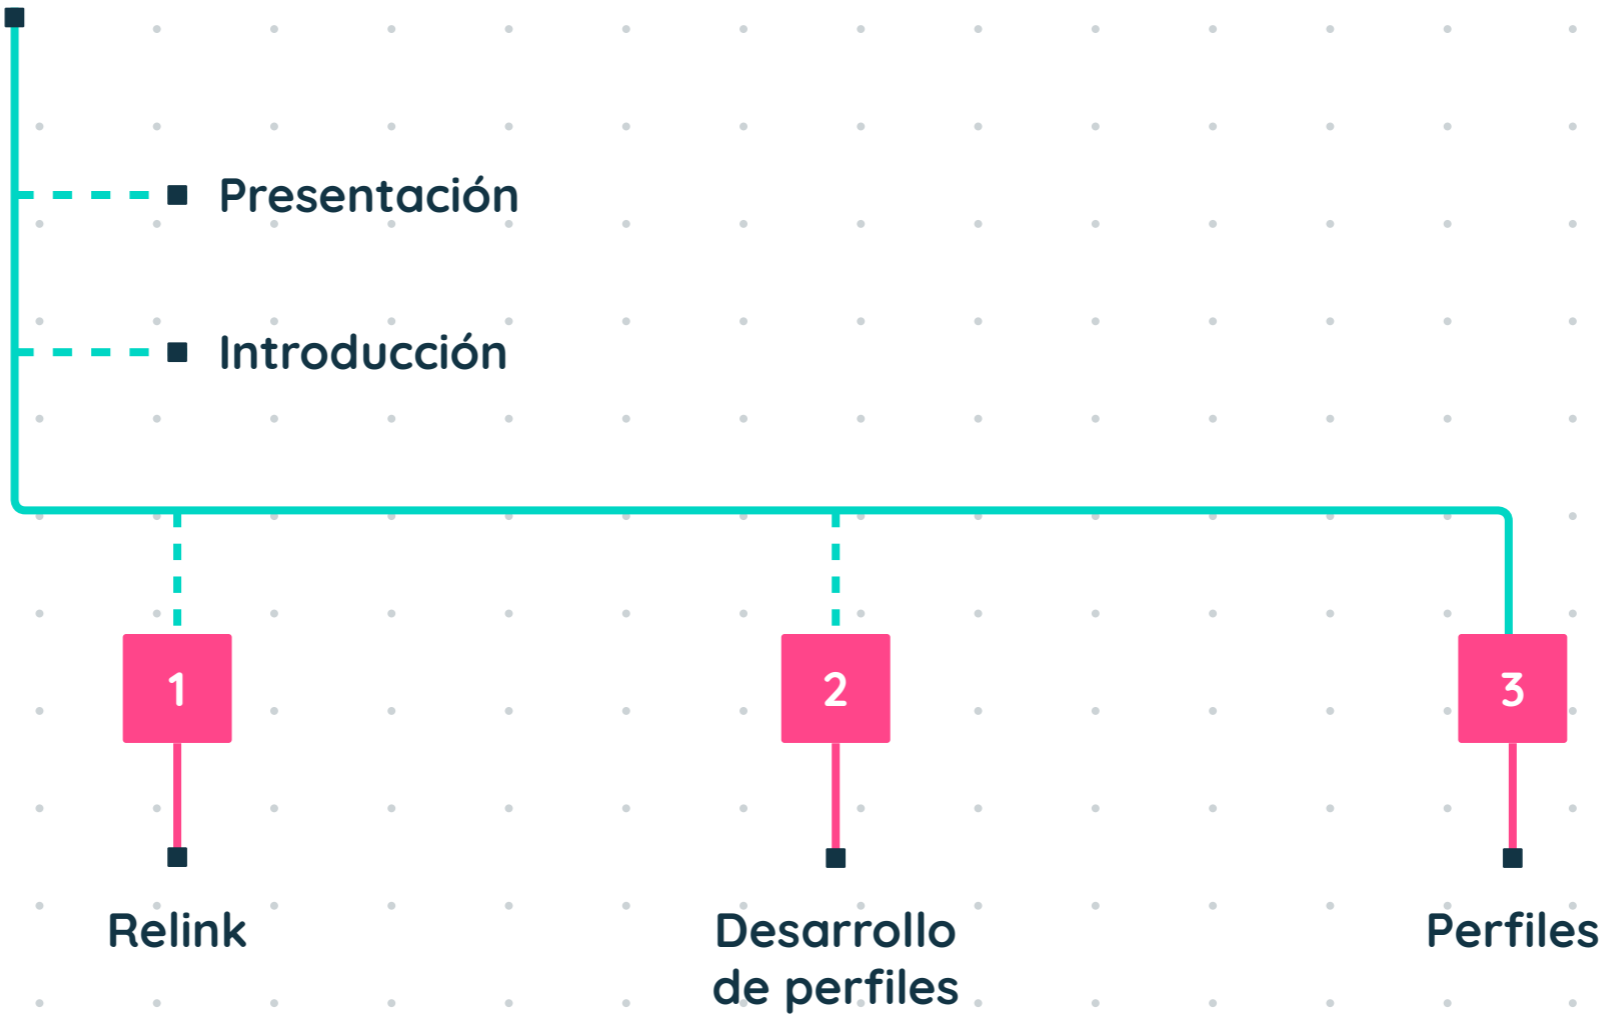 Presentación
Introducción
1
2
3
Relink
Desarrollo
de perfiles
Perfiles